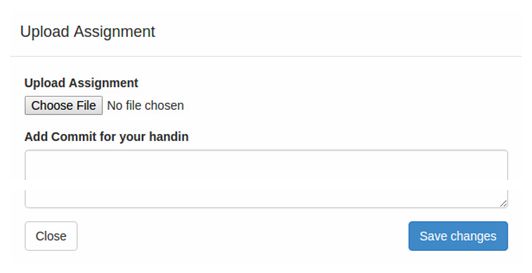 Upload Assignment
Upload Assignment
Choose File No file chosen
Add Commit for your handin
Close Save changes